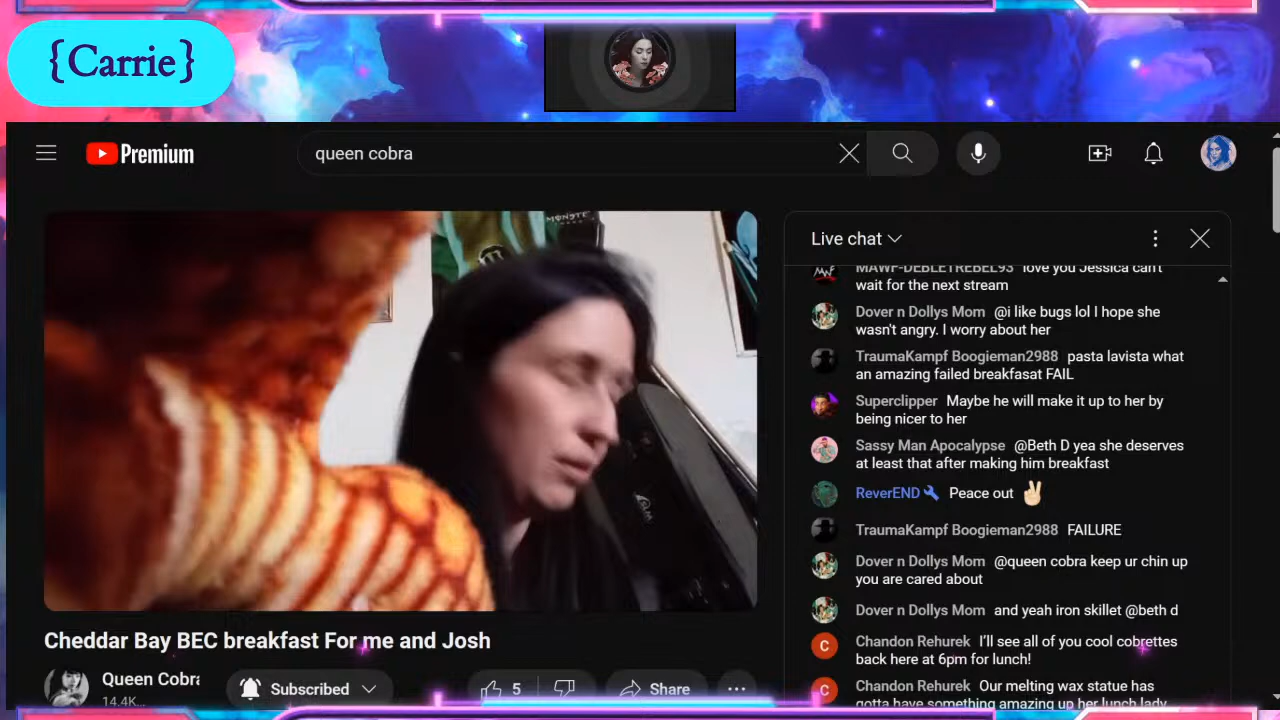 {Carrie}
Premium
queen cobra
MONSTE
Live chat
MAWF-DEBLETREBEL93 love you Jessica can't
wait for the next stream
Dover n Dollys Mom @i like bugs lol I hope she
wasn't angry. I worry about her
TraumaKampf Boogieman2988 pasta lavista what
an amazing failed breakfasat FAIL
Superclipper Maybe he will make it up to her by
being nicer to her
Sassy Man Apocalypse @Beth D yea she deserves
at least that after making him breakfast
ReverEND Peace out ✌🏻
TraumaKampf Boogieman2988 FAILURE
Dover n Dollys Mom @queen cobra keep ur chin up
you are cared about
Dover n Dollys Mom and yeah iron skillet @beth d
C Chandon Rehurek I'll see all of you cool cobrettes
back here at 6pm for lunch!
C Chandon Rehurek Our melting wax statue has
gotta have something amazing up her lunch lady
Cheddar Bay BEC breakfast For me and Josh
Queen Cobra
14.4K...
Subscribed
5
Share